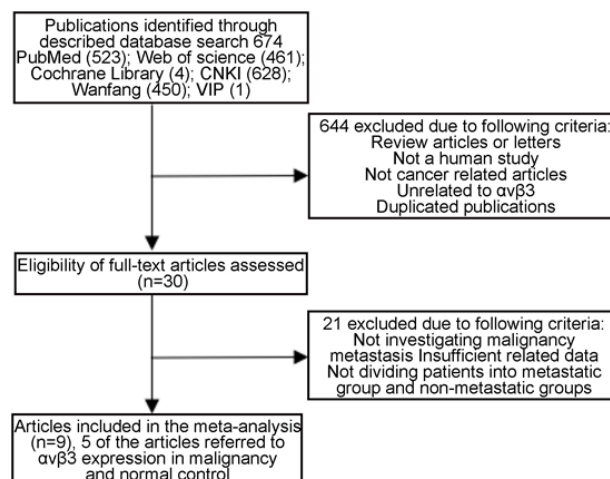 Publications identified through
described database search 674
PubMed (523); Web of science (461);
Cochrane Library (4); CNKI (628);
Wanfang (450); VIP (1)
644 excluded due to following criteria:
Review articles or letters
Not a human study
Not cancer related articles
Unrelated to αvβ3
Duplicated publications
Eligibility of full-text articles assessed
(n=30)
21 excluded due to following criteria:
Not investigating malignancy
metastasis Insufficient related data
Not dividing patients into metastatic
group and non-metastatic groups
Articles included in the meta-analysis
(n=9), 5 of the articles referred to
αvβ3 expression in malignancy
and normal control